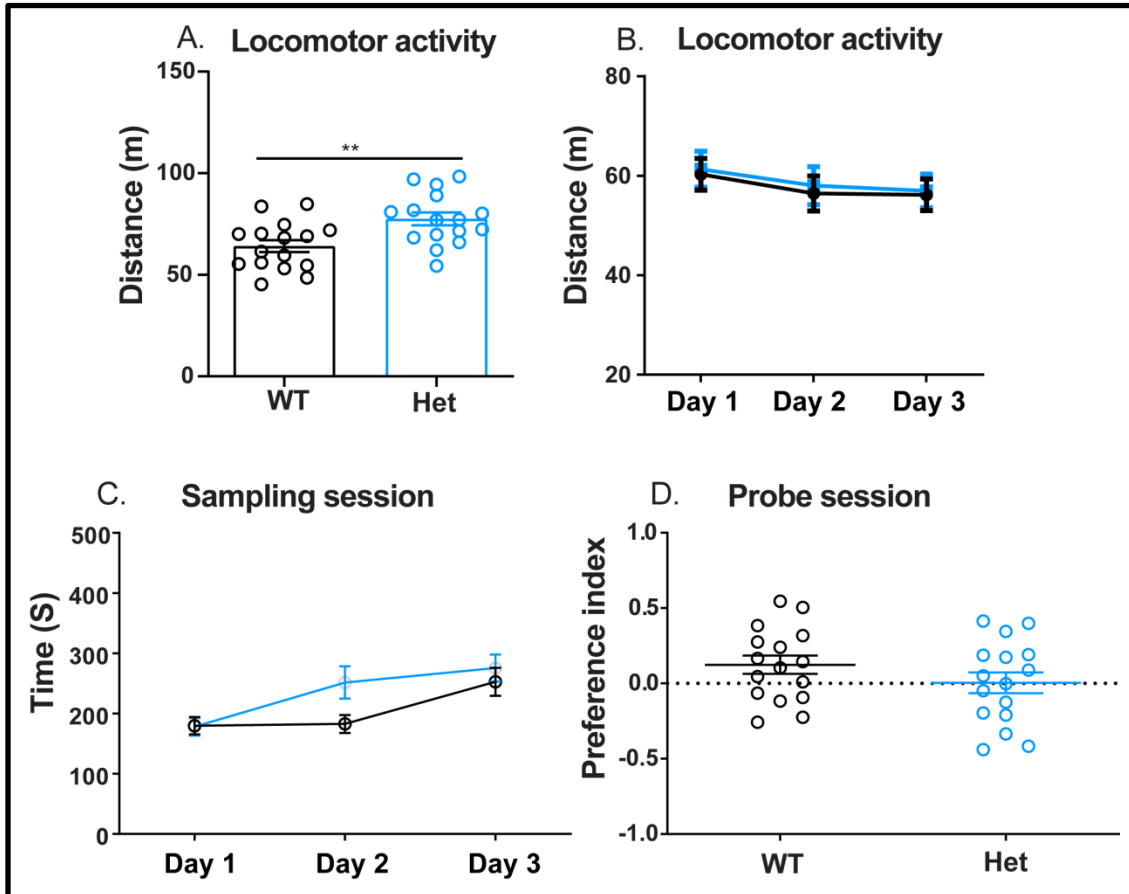 A. Locomotor activity
150
100
50
0
Distance (m)
**
WT Het
B. Locomotor activity
80
60
40
20
Distance (m)
Day 1 Day 2 Day 3
C. Sampling session
500
400
300
200
100
0
Time (S)
Day 1 Day 2 Day 3
D. Probe session
1.0
0.5
0.0
-0.5
-1.0
Preference index
WT Het